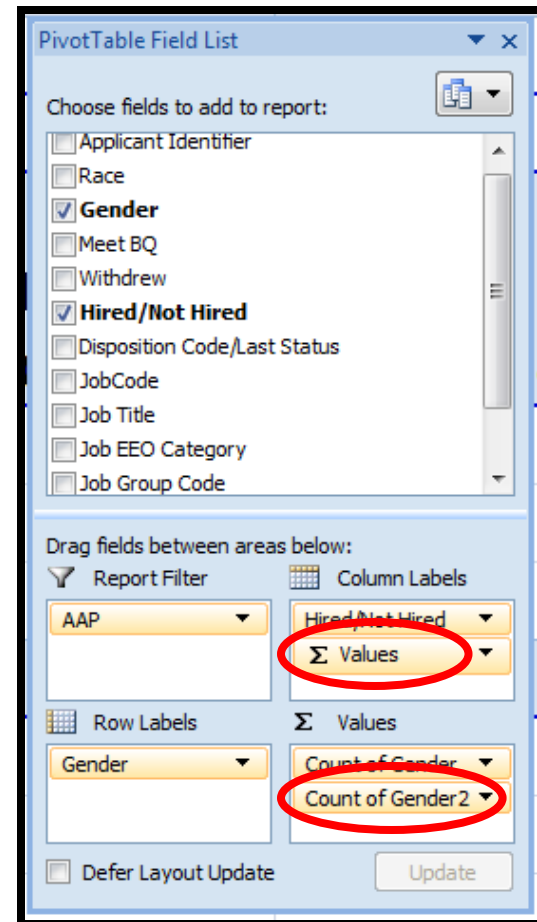 PivotTable Field List
Choose fields to add to report:
Applicant Identifier
Race
Gender
Meet BQ
Withdrew
Hired/Not Hired
Disposition Code/Last Status
JobCode
Job Title
Job EEO Category
Job Group Code
Drag fields between areas below:
Report Filter
Column Labels
AAP
Hired/Not Hired
Σ Values
Row Labels
Σ Values
Gender
Count of Gender
Count of Gender2
Defer Layout Update
Update